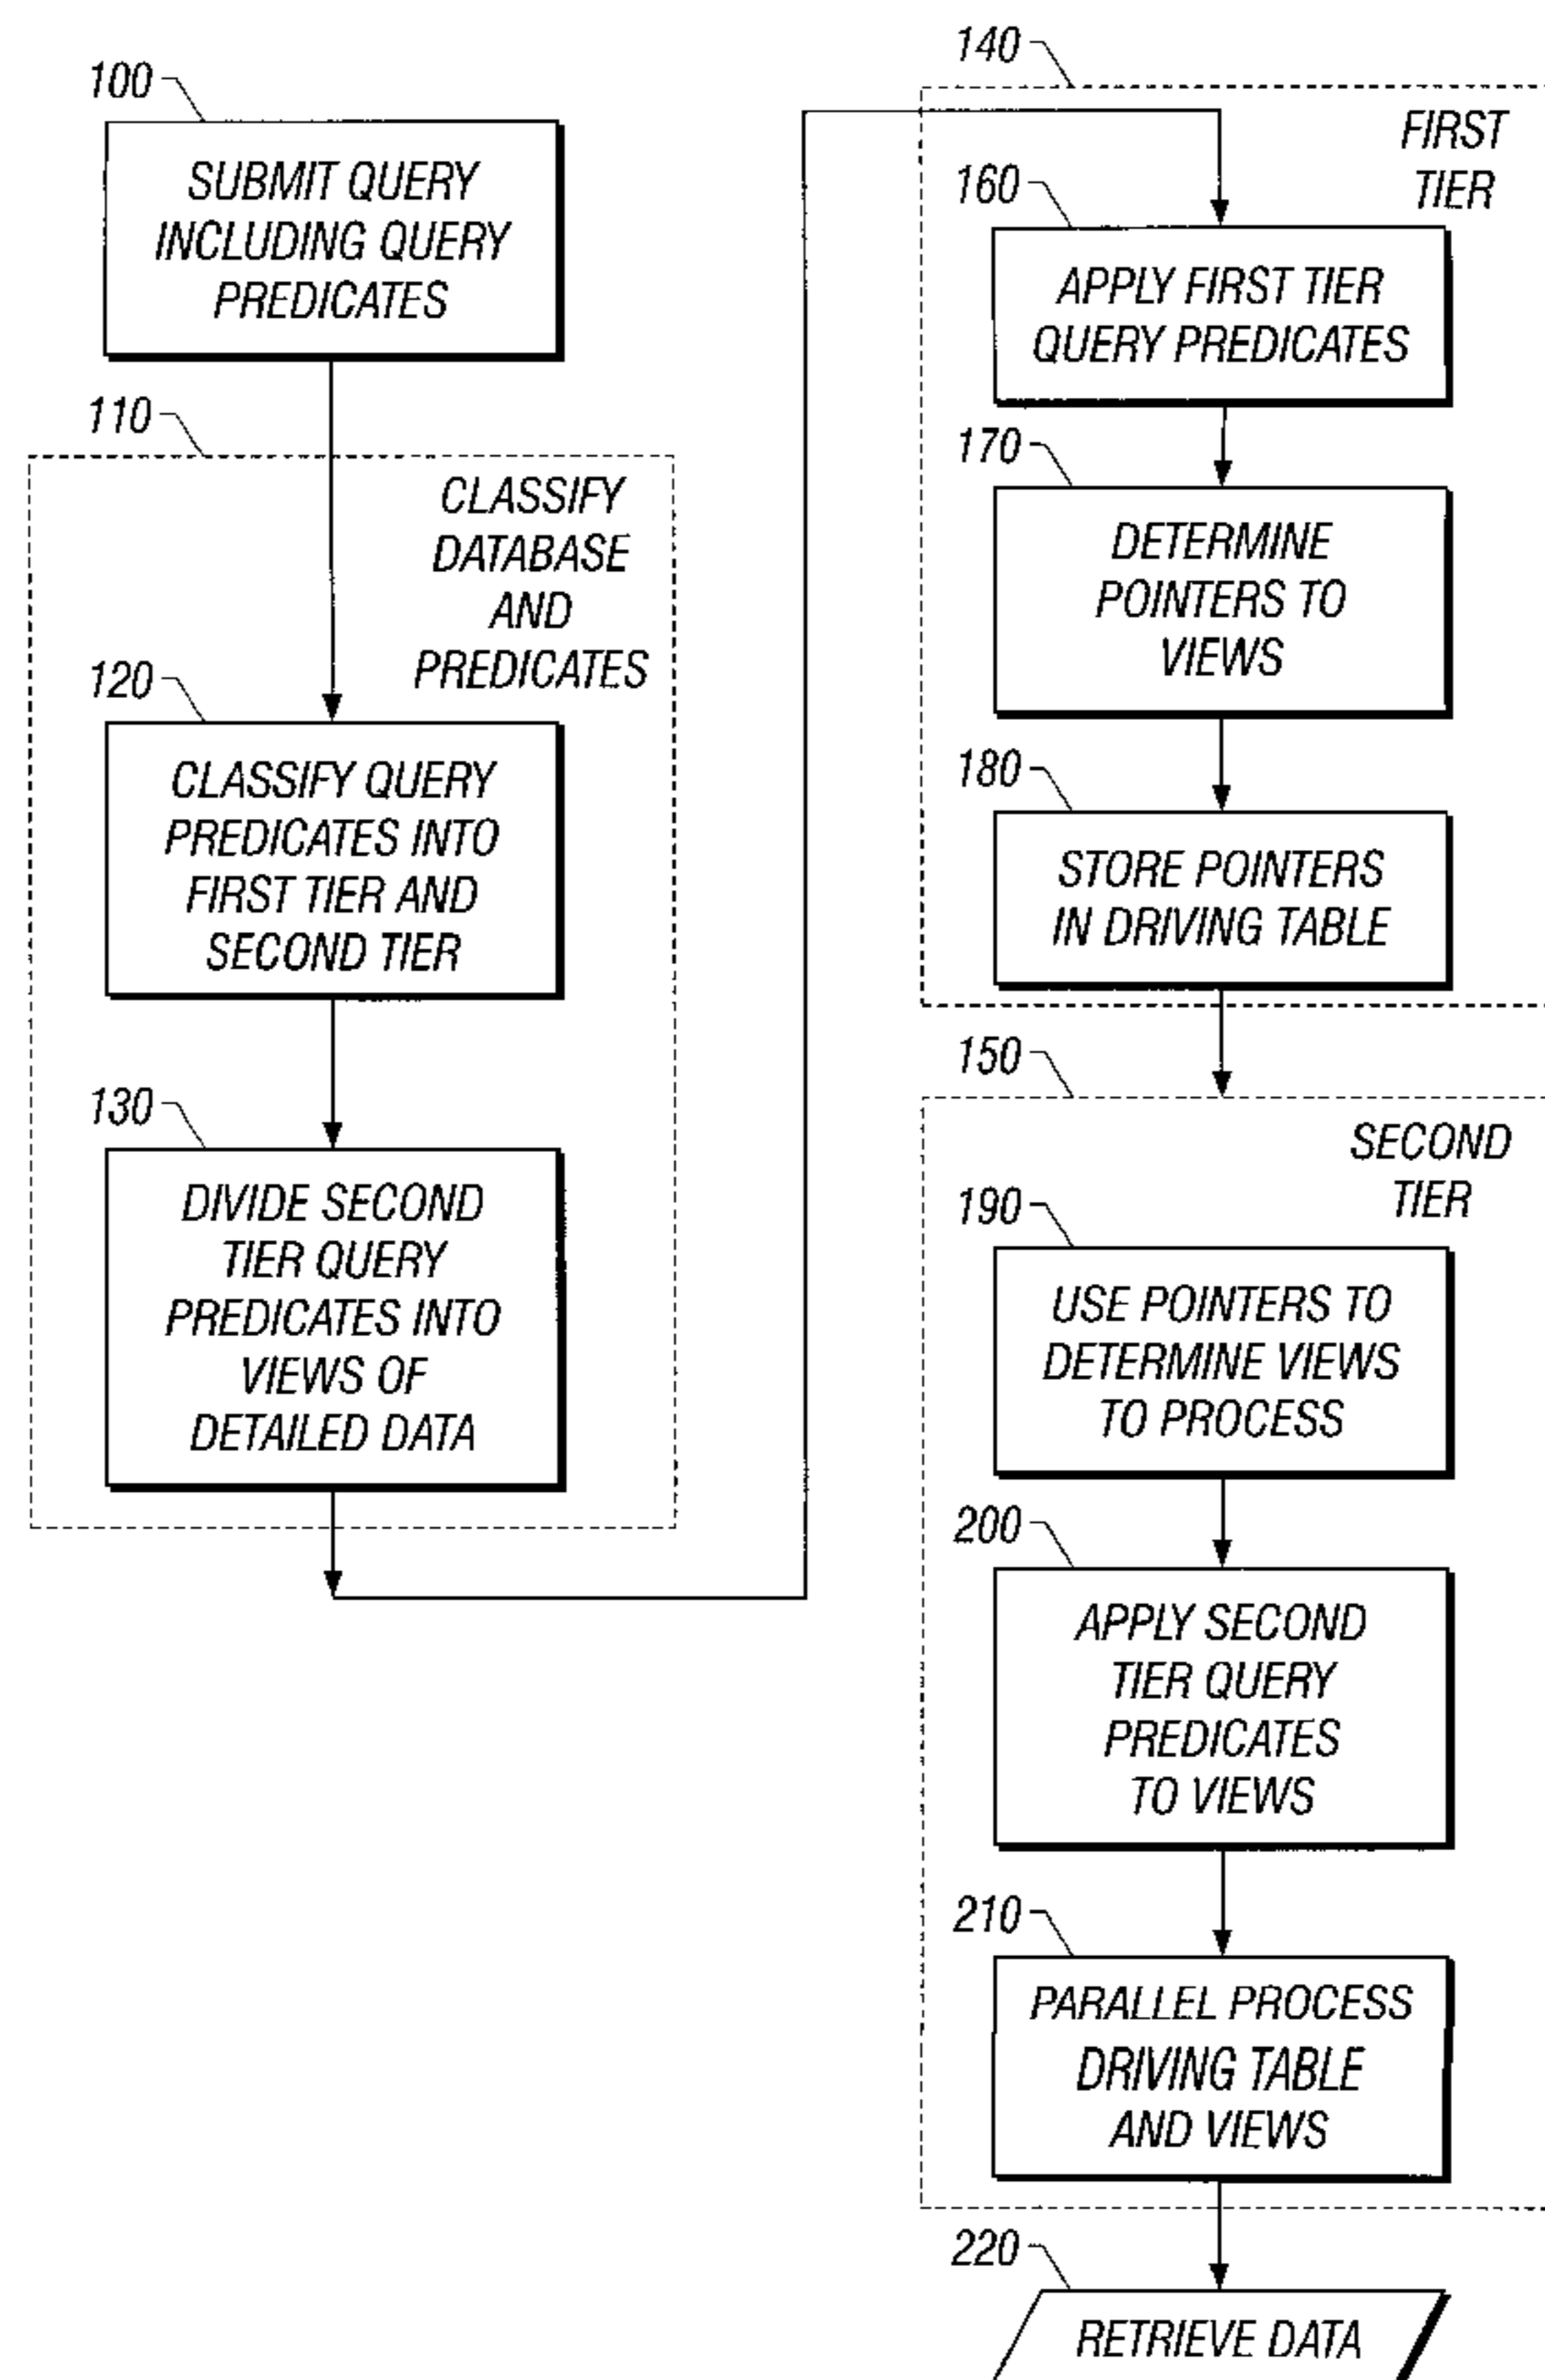 100
SUBMIT QUERY
INCLUDING QUERY
PREDICATES
110
CLASSIFY
DATABASE
AND
PREDICATES
120
CLASSIFY QUERY
PREDICATES INTO
FIRST TIER AND
SECOND TIER
130
DIVIDE SECOND
TIER QUERY
PREDICATES INTO
VIEWS OF
DETAILED DATA
140
FIRST
TIER
160
APPLY FIRST TIER
QUERY PREDICATES
170
DETERMINE
POINTERS TO
VIEWS
180
STORE POINTERS
IN DRIVING TABLE
150
SECOND
TIER
190
USE POINTERS TO
DETERMINE VIEWS
TO PROCESS
200
APPLY SECOND
TIER QUERY
PREDICATES
TO VIEWS
210
PARALLEL PROCESS
DRIVING TABLE
AND VIEWS
220
RETRIEVE DATA